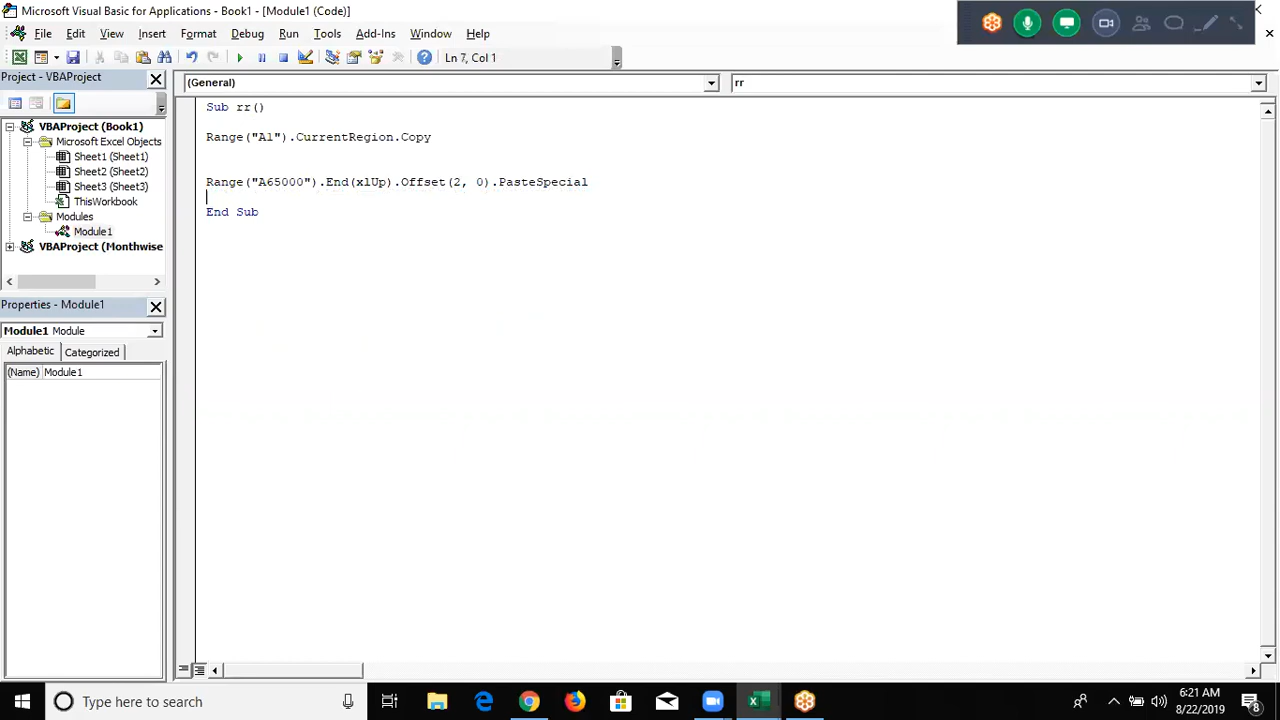 Microsoft Visual Basic for Applications - Book1 - [Module1 (Code)]
File Edit View Insert Format Debug Run Tools Add-Ins Window Help
Ln 7, Col 1
Project - VBAProject
(General)
rr
VBAProject (Book1)
Microsoft Excel Objects
Sheet1 (Sheet1)
Sheet2 (Sheet2)
Sheet3 (Sheet3)
ThisWorkbook
Modules
Module1
VBAProject (Monthwise
Sub rr()
Range("A1").CurrentRegion.Copy
Range("A65000").End(xlUp).Offset(2, 0).PasteSpecial
End Sub
Properties - Module1
Module1 Module
Alphabetic Categorized
(Name) Module1
Type here to search
6:21 AM
8/22/2019
8